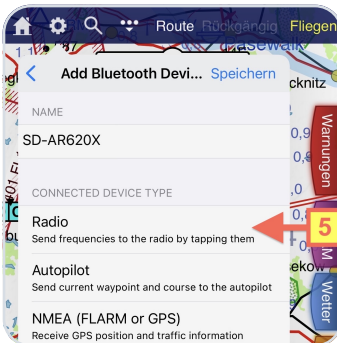 Route Rückgängig Fliegen
Pasewalk
cknitz
Add Bluetooth Devi... Speichern
NAME
SD-AR620X
Warnungen
CONNECTED DEVICE TYPE
Radio
Send frequencies to the radio by tapping them
5
Autopilot
Send current waypoint and course to the autopilot
Wetter
NMEA (FLARM or GPS)
Receive GPS position and traffic information